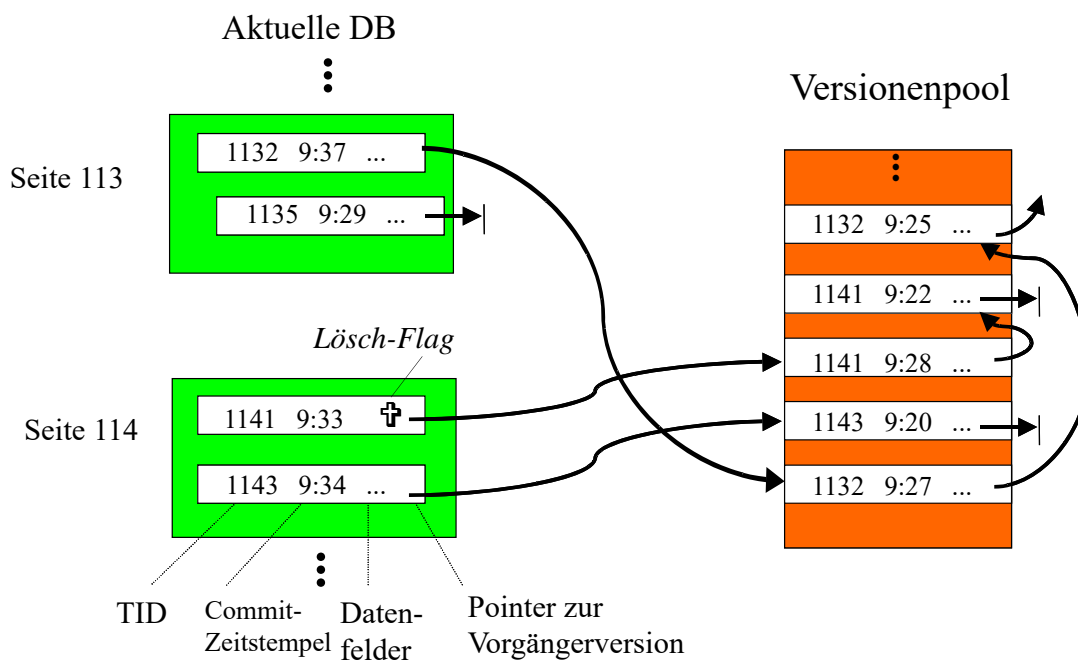 Aktuelle DB
Versionenpool
Seite 113
1132 9:37 ...
1135 9:29 ...
Lösch-Flag
Seite 114
1141 9:33
1143 9:34 ...
TID
Commit-
Zeitstempel
Daten-
felder
Pointer zur
Vorgängerversion
1132 9:25 ...
1141 9:22 ...
1141 9:28 ...
1143 9:20 ...
1132 9:27 ...